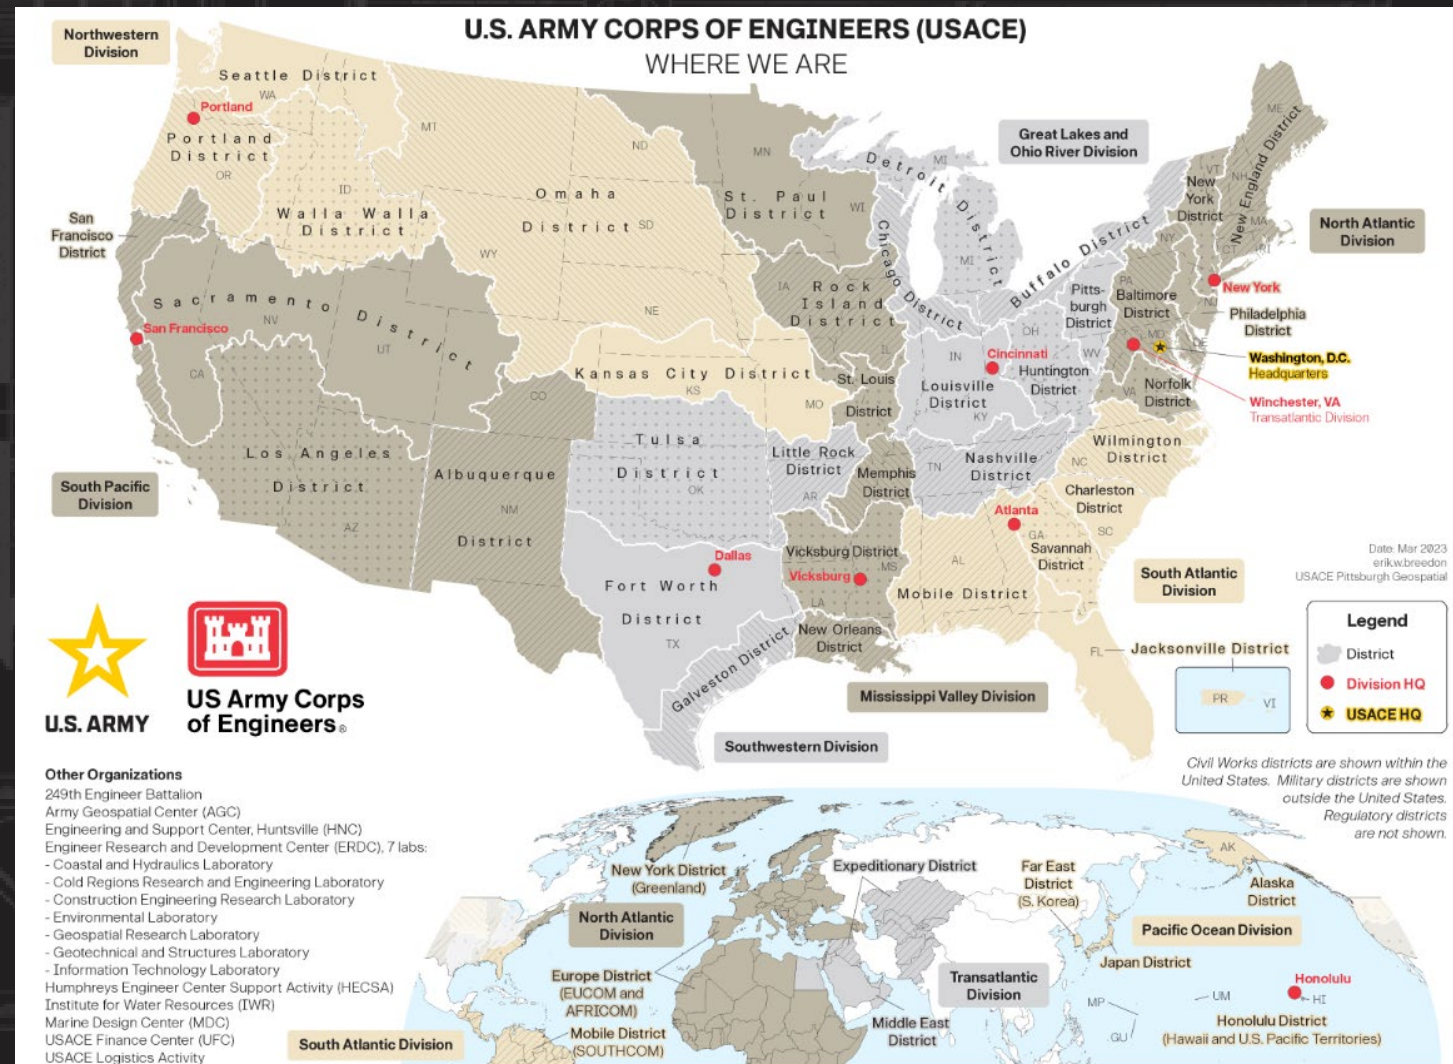 U.S. ARMY CORPS OF ENGINEERS (USACE)
WHERE WE ARE
Northwestern
Division
Seattle District
WA
Portland
Portland
District
OR
MT
ND
ID
Walla Walla
District
Omaha
District
SD
WY
NE
MN
St. Paul
District
WI
Great Lakes and
Ohio River Division
Detroit District
MI
MI
Chicago District
Buffalo District
ME
VT
NH
New England District
MA
CT
RI
New
York
District
NY
North Atlantic
Division
San
Francisco
District
Sacramento District
NV
UT
CA
San Francisco
IA
Rock
Island
District
IL
Kansas City District
KS
MO
CO
St. Louis
District
IN
Louisville
District
KY
Cincinnati
OH
Huntington
District
WV
Pitts-
burgh
District
PA
Baltimore
District
MD
NJ
DE
New York
Philadelphia
District
Washington, D.C.
Headquarters
Winchester, VA
Transatlantic Division
VA
Norfolk
District
South Pacific
Division
Los Angeles
District
AZ
Albuquerque
NM
District
Tulsa
District
OK
Little Rock
District
AR
Memphis
District
TN
Nashville
District
Wilmington
District
NC
Charleston
District
SC
Atlanta
GA
Savannah
District
AL
Mobile District
Dallas
Fort Worth
District
TX
Vicksburg District
MS
Vicksburg
LA
New Orleans
District
Galveston District
South Atlantic
Division
FL
Jacksonville District
PR
VI
Mississippi Valley Division
Southwestern Division
Date: Mar 2023
erik.w.breedon
USACE Pittsburgh Geospatial
Legend
District
Division HQ
USACE HQ
Civil Works districts are shown within the
United States. Military districts are shown
outside the United States.
Regulatory districts
are not shown.
U.S. ARMY
US Army Corps
of Engineers®
Other Organizations
249th Engineer Battalion
Army Geospatial Center (AGC)
Engineering and Support Center, Huntsville (HNC)
Engineer Research and Development Center (ERDC), 7 labs:
- Coastal and Hydraulics Laboratory
- Cold Regions Research and Engineering Laboratory
- Construction Engineering Research Laboratory
- Environmental Laboratory
- Geospatial Research Laboratory
- Geotechnical and Structures Laboratory
- Information Technology Laboratory
Humphreys Engineer Center Support Activity (HECSA)
Institute for Water Resources (IWR)
Marine Design Center (MDC)
USACE Finance Center (UFC)
USACE Logistics Activity
New York District
(Greenland)
North Atlantic
Division
Europe District
(EUCOM and
AFRICOM)
South Atlantic Division
Mobile District
(SOUTHCOM)
Expeditionary District
Far East
District
(S. Korea)
AK
Alaska
District
Pacific Ocean Division
Japan District
Transatlantic
Division
Middle East
District
MP
GU
UM
Honolulu
HI
Honolulu District
(Hawaii and U.S. Pacific Territories)